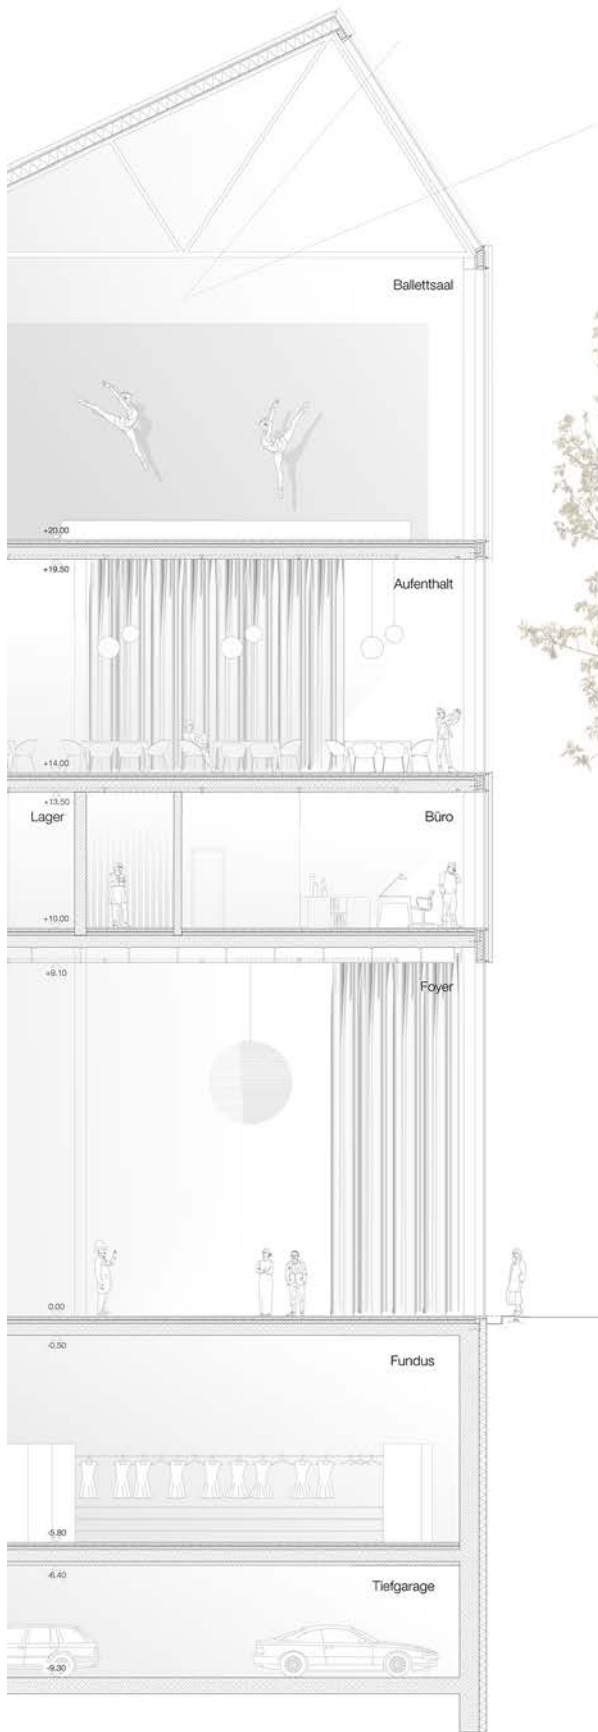 Ballettsaal
+20.00
+19.50
Aufenthalt
+14.00
+13.50
Lager
Büro
+10.00
+9.10
Foyer
0.00
-0.50
Fundus
-5.80
-6.40
Tiefgarage
-9.30